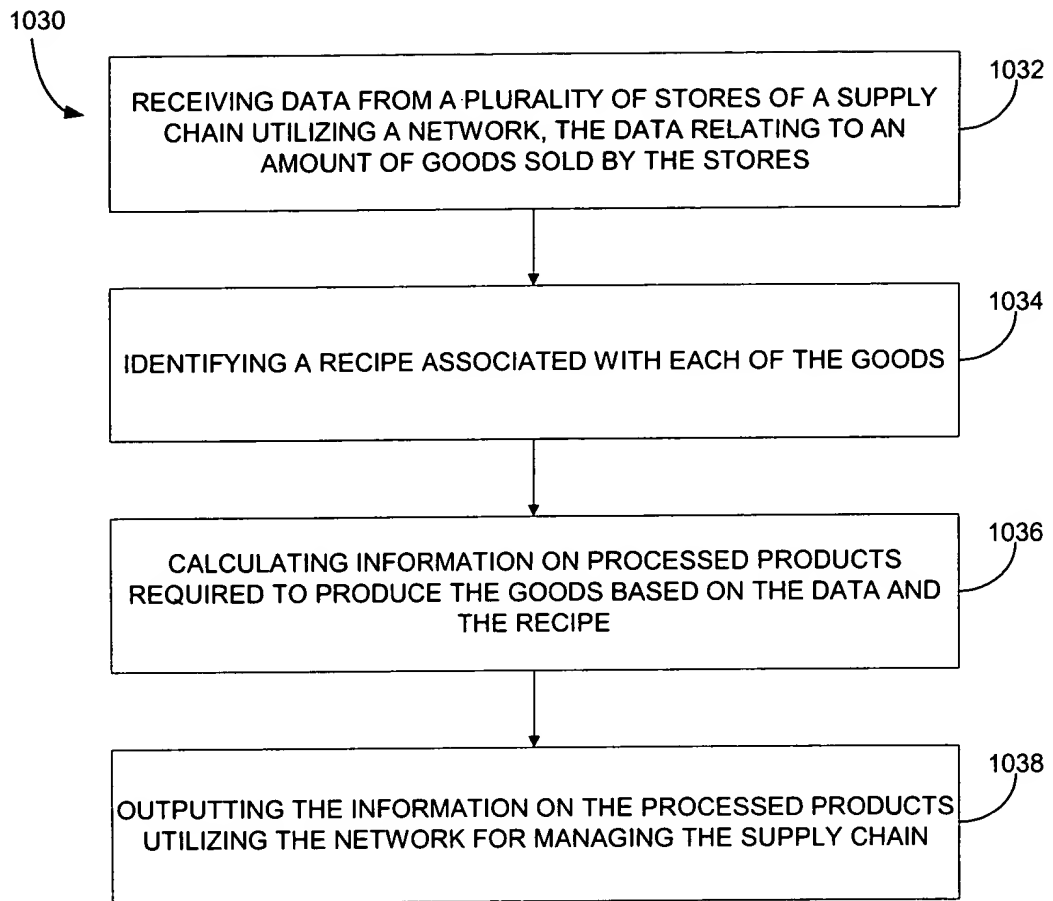 1030
1032
RECEIVING DATA FROM A PLURALITY OF STORES OF A SUPPLY
CHAIN UTILIZING A NETWORK, THE DATA RELATING TO AN
AMOUNT OF GOODS SOLD BY THE STORES
1034
IDENTIFYING A RECIPE ASSOCIATED WITH EACH OF THE GOODS
1036
CALCULATING INFORMATION ON PROCESSED PRODUCTS
REQUIRED TO PRODUCE THE GOODS BASED ON THE DATA AND
THE RECIPE
1038
OUTPUTTING THE INFORMATION ON THE PROCESSED PRODUCTS
UTILIZING THE NETWORK FOR MANAGING THE SUPPLY CHAIN